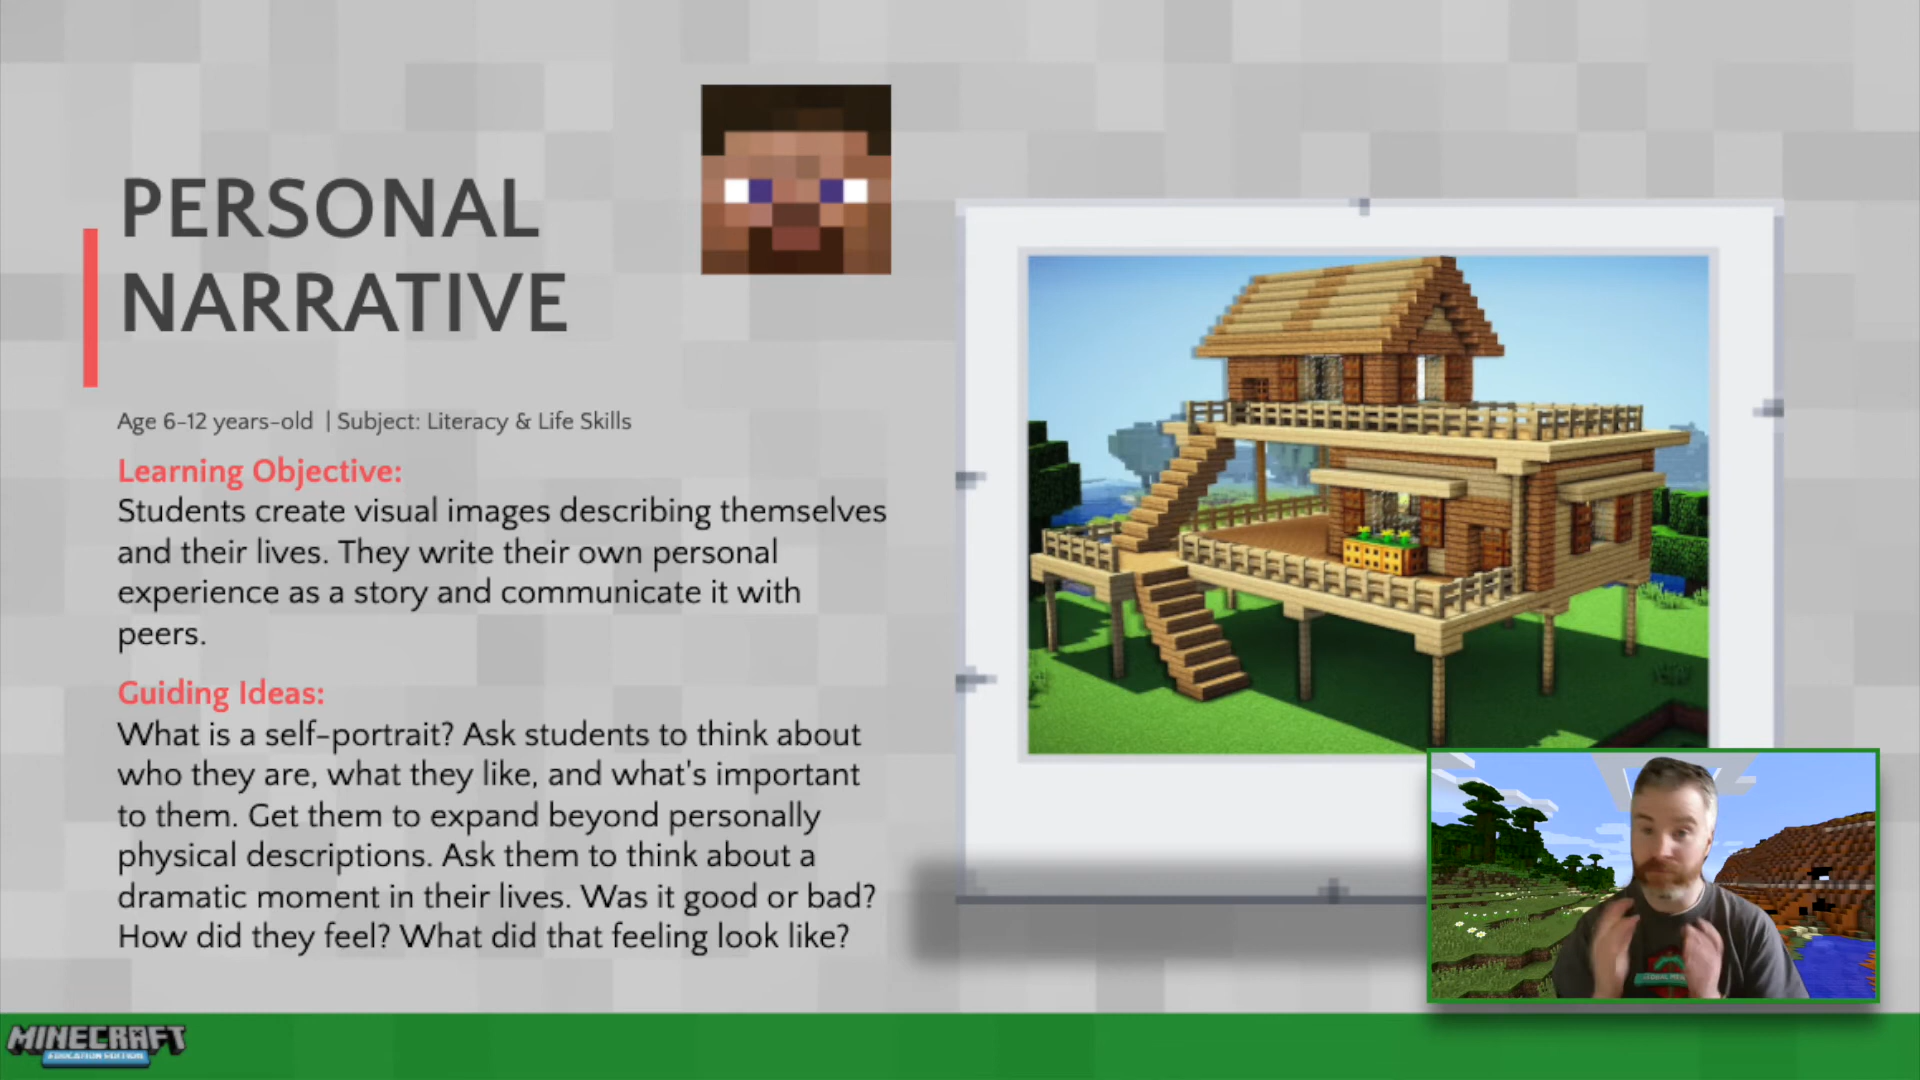 PERSONAL
NARRATIVE
Age 6-12 years-old | Subject: Literacy & Life Skills
Learning Objective:
Students create visual images describing themselves
and their lives. They write their own personal
experience as a story and communicate it with
peers.
Guiding Ideas:
What is a self-portrait? Ask students to think about
who they are, what they like, and what's important
to them. Get them to expand beyond personally
physical descriptions. Ask them to think about a
dramatic moment in their lives. Was it good or bad?
How did they feel? What did that feeling look like?
MINECRAFT
EDUCATION EDITION